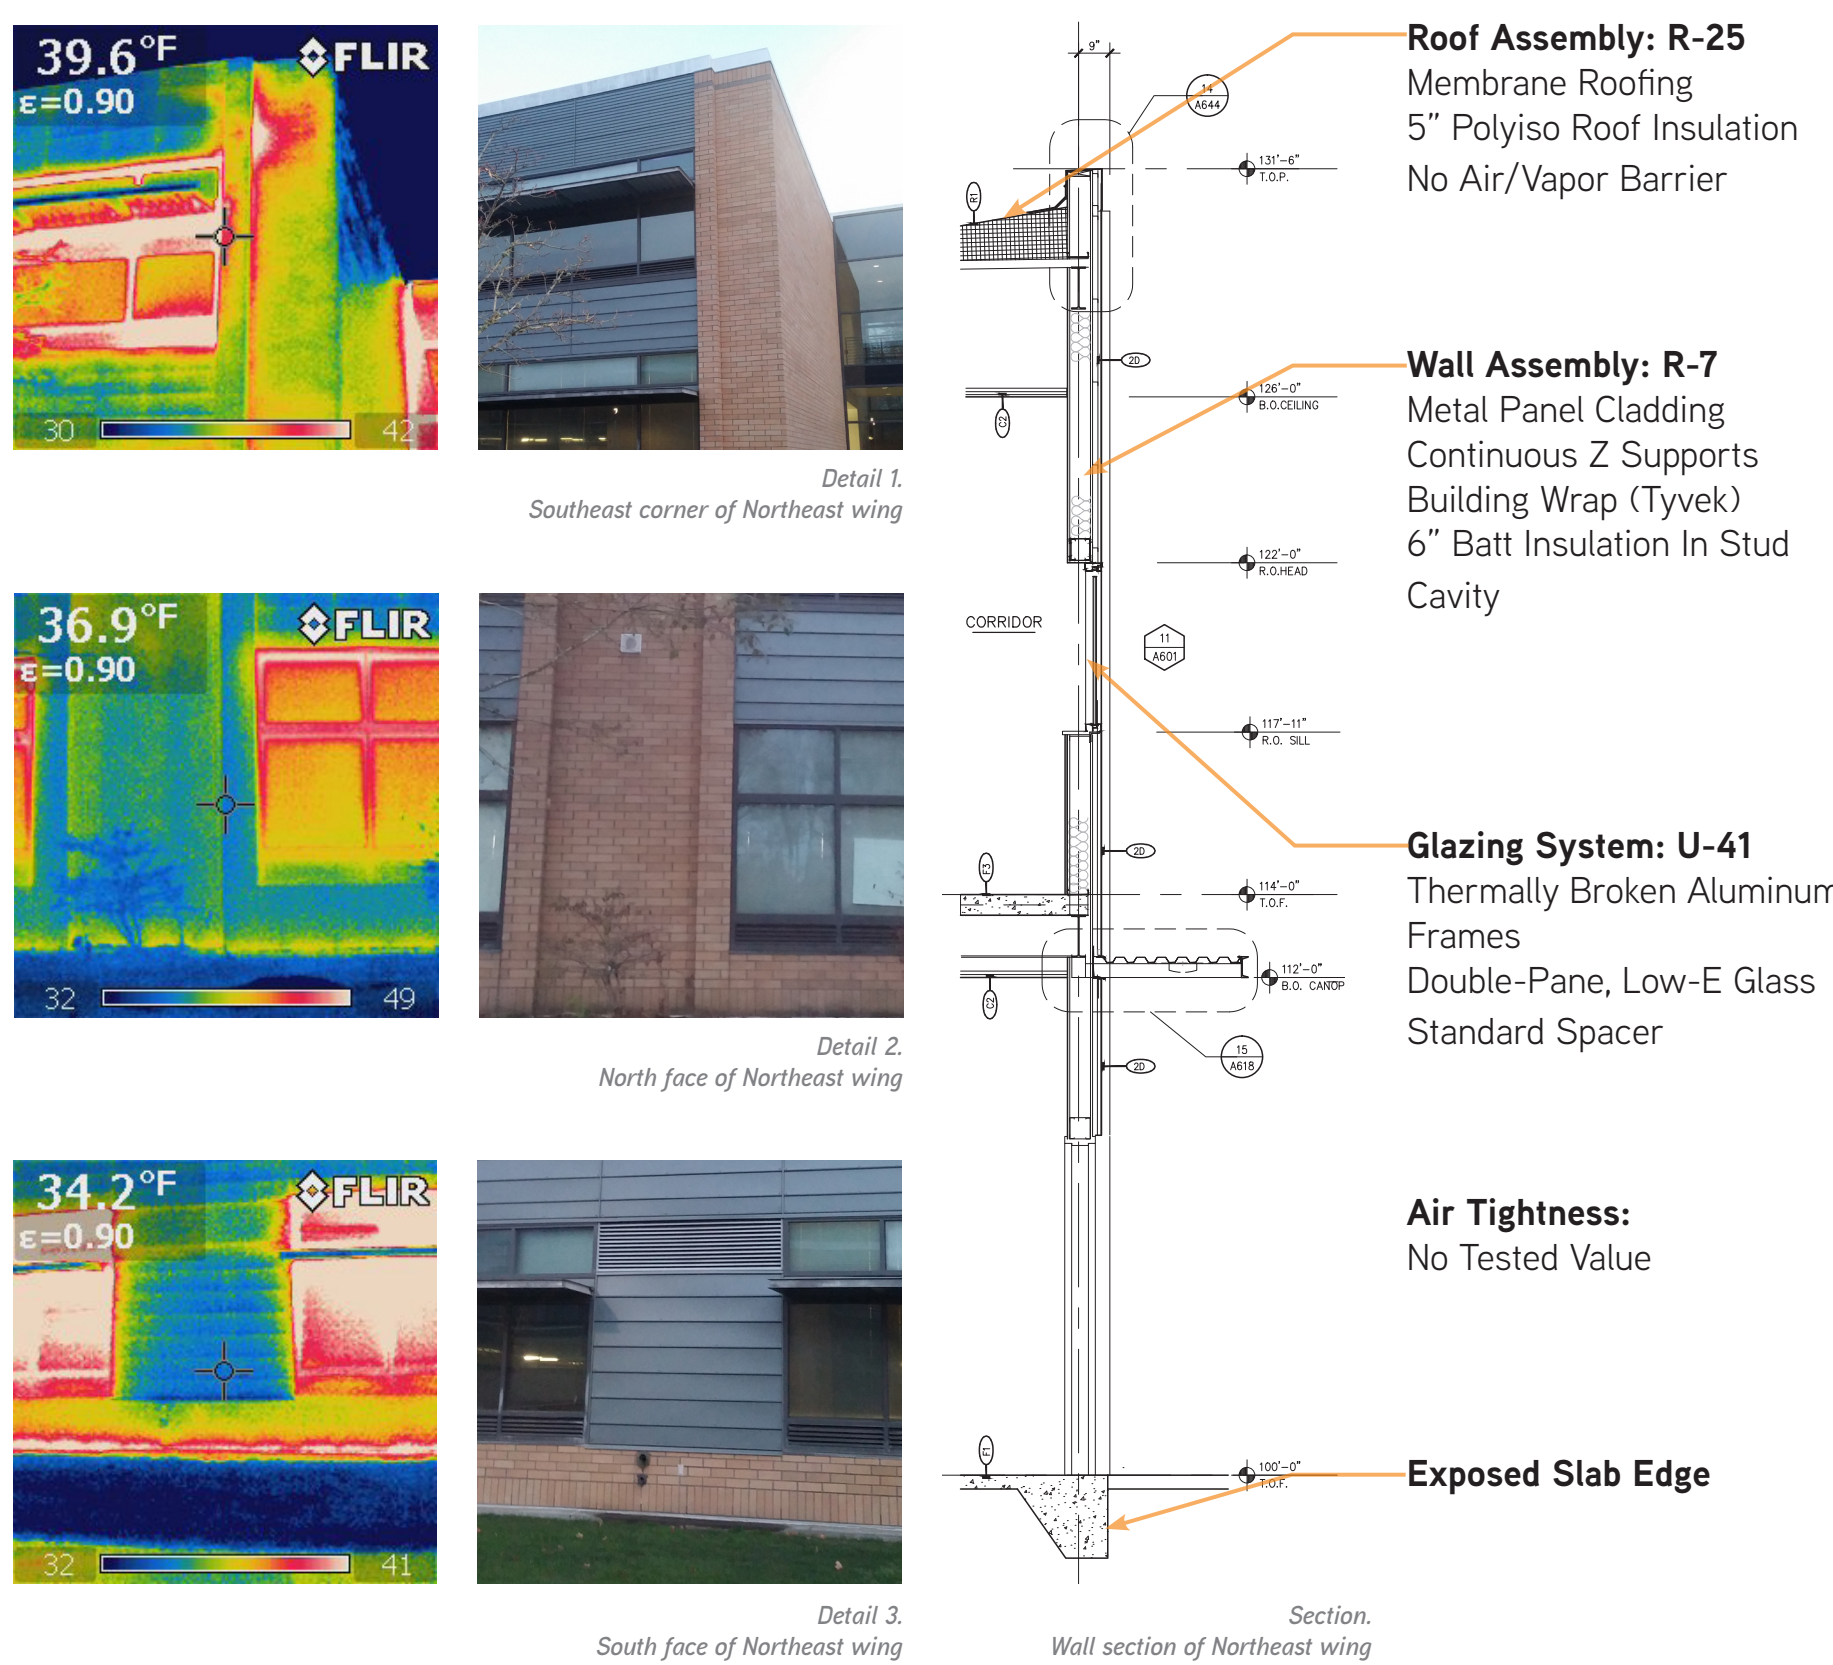 39.6°F
FLIR
ε=0.90
30
42
Detail 1.
Southeast corner of Northeast wing
36.9°F
FLIR
ε=0.90
32
49
Detail 2.
North face of Northeast wing
34.2°F
FLIR
ε=0.90
32
41
Detail 3.
South face of Northeast wing
9"
14
A644
131'-6"
T.O.P.
R1
2D
126'-0"
B.O.CEILING
C2
122'-0"
R.O.HEAD
CORRIDOR
11
A601
117'-11"
R.O. SILL
2D
F3
114'-0"
T.O.F.
112'-0"
B.O. CANOP
C2
15
A618
2D
F1
100'-0"
T.O.F.
Section.
Wall section of Northeast wing
Roof Assembly: R-25
Membrane Roofing
5” Polyiso Roof Insulation
No Air/Vapor Barrier
Wall Assembly: R-7
Metal Panel Cladding
Continuous Z Supports
Building Wrap (Tyvek)
6” Batt Insulation In Stud
Cavity
Glazing System: U-41
Thermally Broken Aluminum
Frames
Double-Pane, Low-E Glass
Standard Spacer
Air Tightness:
No Tested Value
Exposed Slab Edge